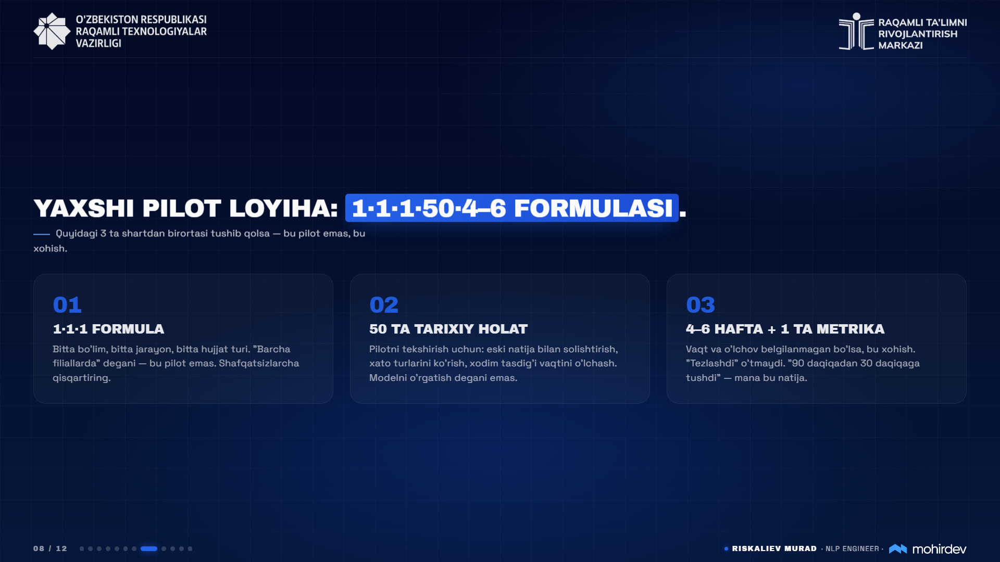 O'ZBEKISTON RESPUBLIKASI
RAQAMLI TEXNOLOGIYALAR
VAZIRLIGI
RAQAMLI TA’LIMNI
RIVOJLANTIRISH
MARKAZI
YAXSHI PILOT LOYIHA: 1·1·1·50·4–6 FORMULASI.
Quyidagi 3 ta shartdan birortasi tushib qolsa — bu pilot emas, bu
xohish.
01
1·1·1 FORMULA
Bitta bo’lim, bitta jarayon, bitta hujjat turi. ”Barcha
filiallarda” degani — bu pilot emas. Shafqatsizlarcha
qisqartiring.
02
50 TA TARIXIY HOLAT
Pilotni tekshirish uchun: eski natija bilan solishtirish,
xato turlarini ko’rish, xodim tasdig’i vaqtini o’lchash.
Modelni o’rgatish degani emas.
03
4–6 HAFTA + 1 TA METRIKA
Vaqt va o’lchov belgilanmagan bo’lsa, bu xohish.
”Tezlashdi” o’tmaydi. ”90 daqiqadan 30 daqiqaga
tushdi” — mana bu natija.
08 / 12
RISKALIEV MURAD · NLP ENGINEER · mohirdev